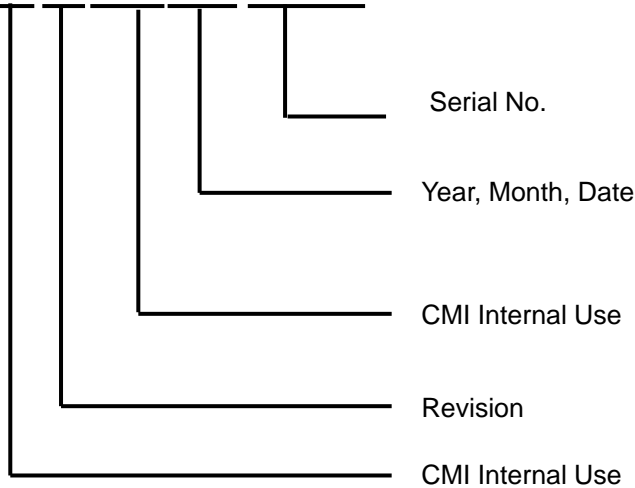 Serial No.
Year, Month, Date
CMI Internal Use
Revision
CMI Internal Use